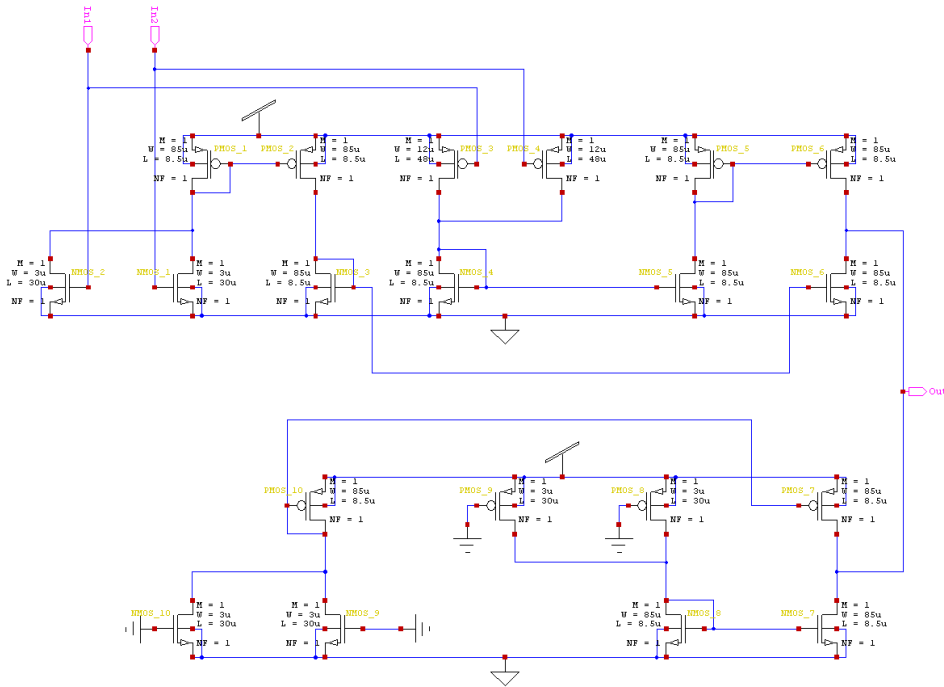 In1
In2
M = 1
W = 85u
L = 8.5u
NF = 1
PMOS_1
PMOS_2
M = 1
W = 85u
L = 8.5u
NF = 1
M = 1
W = 12u
L = 48u
NF = 1
PMOS_3
PMOS_4
M = 1
W = 12u
L = 48u
NF = 1
M = 1
W = 85u
L = 8.5u
NF = 1
PMOS_5
PMOS_6
M = 1
W = 85u
L = 8.5u
NF = 1
M = 1
W = 3u
L = 30u
NF = 1
NMOS_2
NMOS_1
M = 1
W = 3u
L = 30u
NF = 1
M = 1
W = 85u
L = 8.5u
NF = 1
NMOS_3
M = 1
W = 85u
L = 8.5u
NF = 1
NMOS_4
NMOS_5
M = 1
W = 85u
L = 8.5u
NF = 1
NMOS_6
M = 1
W = 85u
L = 8.5u
NF = 1
Out
PMOS_10
M = 1
W = 85u
L = 8.5u
NF = 1
PMOS_9
M = 1
W = 3u
L = 30u
NF = 1
PMOS_8
M = 1
W = 3u
L = 30u
NF = 1
PMOS_7
M = 1
W = 85u
L = 8.5u
NF = 1
NMOS_10
M = 1
W = 3u
L = 30u
NF = 1
M = 1
W = 3u
L = 30u
NF = 1
NMOS_9
M = 1
W = 85u
L = 8.5u
NF = 1
NMOS_8
NMOS_7
M = 1
W = 85u
L = 8.5u
NF = 1